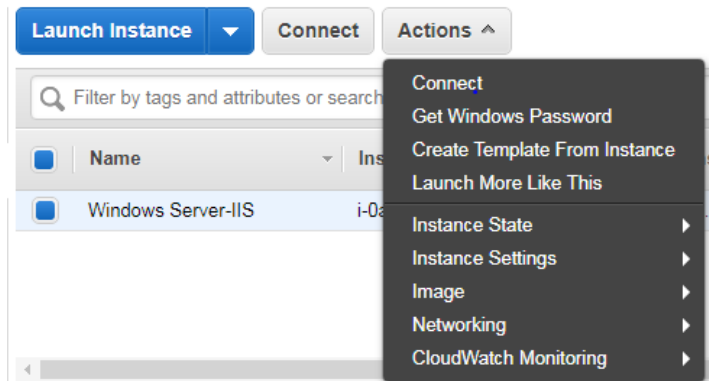 Launch Instance Connect Actions
Filter by tags and attributes or search
Name Ins
Windows Server-IIS i-0a
Connect
Get Windows Password
Create Template From Instance
Launch More Like This
Instance State
Instance Settings
Image
Networking
CloudWatch Monitoring